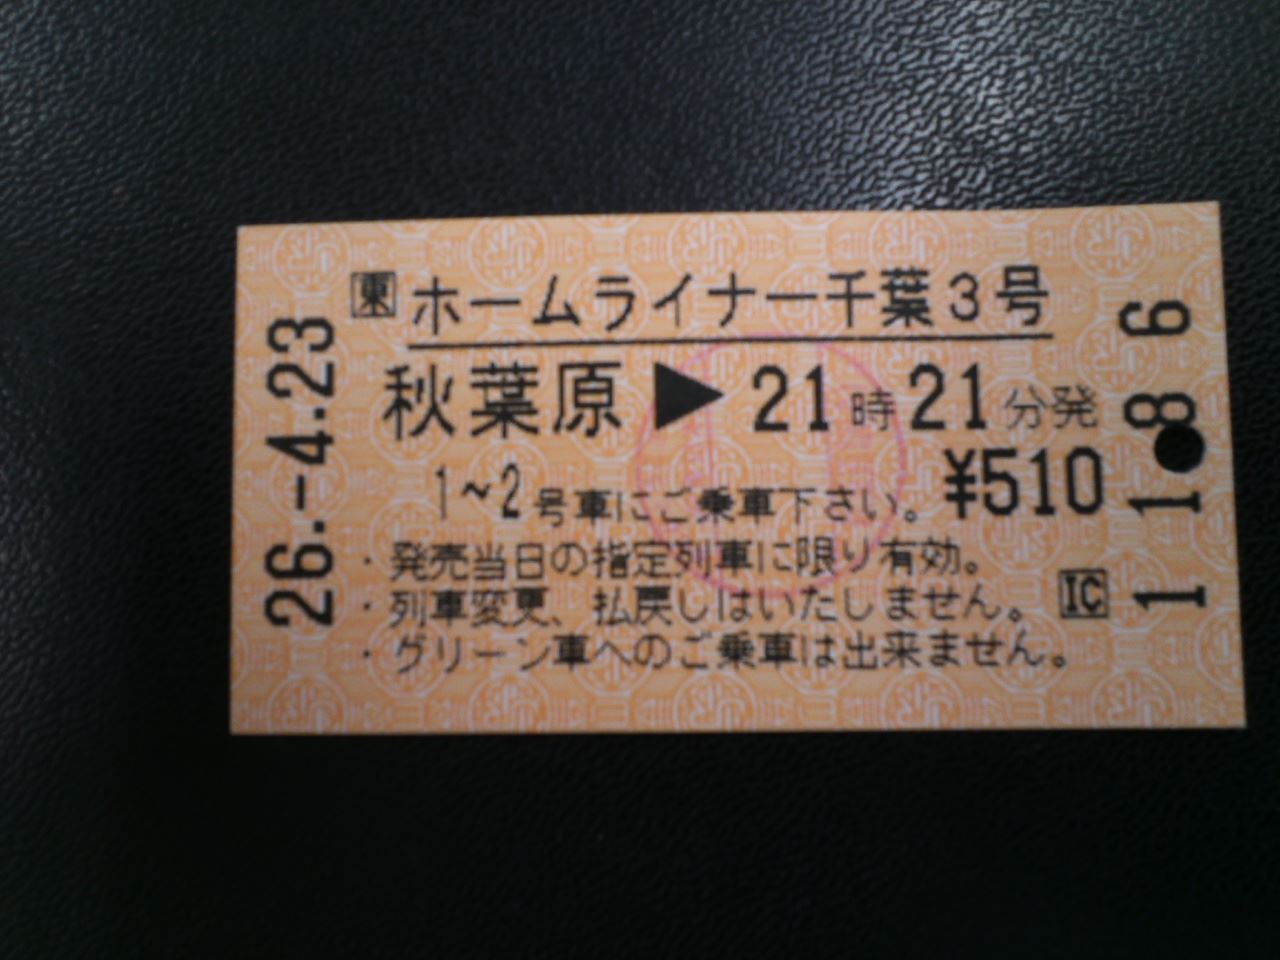 東 ホームライナー千葉3号
秋葉原 ▶ 21時21分発
¥510
1~2号車にご乗車下さい。
・発売当日の指定列車に限り有効。
・列車変更、払戻しはいたしません。
IC
・グリーン車へのご乗車は出来ません。
26.-4.23
1186